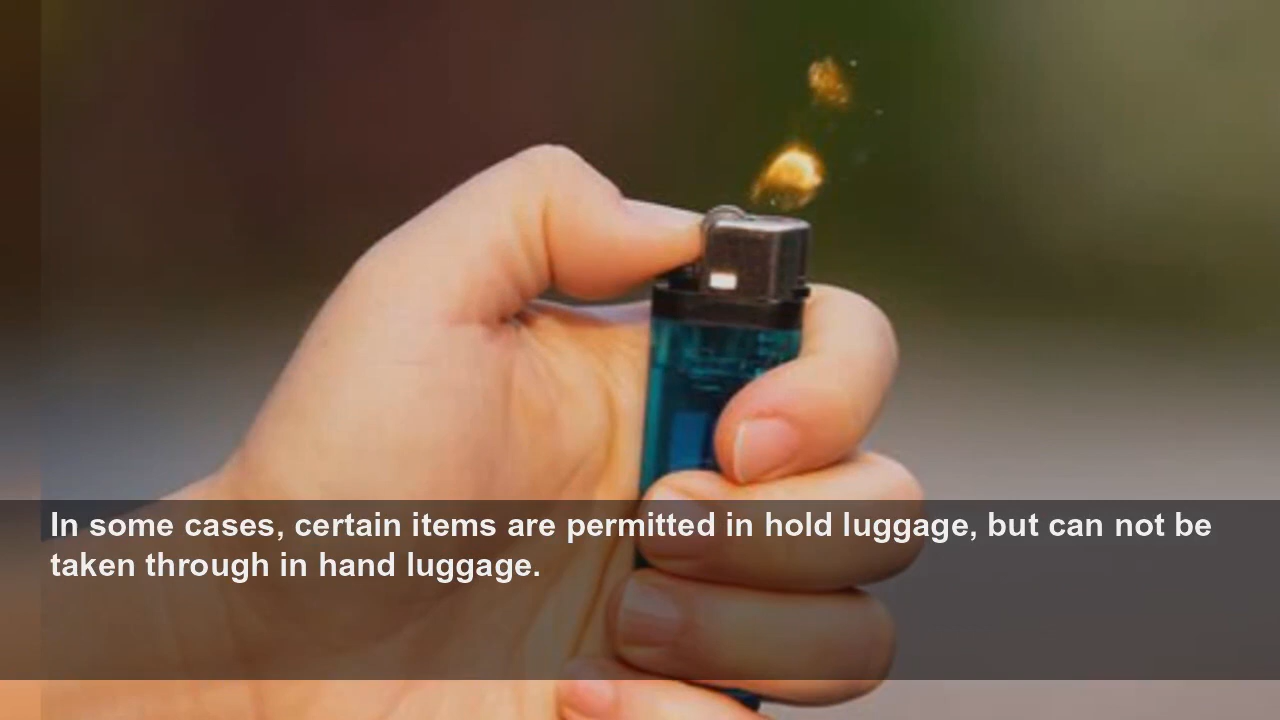 In some cases, certain items are permitted in hold luggage, but can not be
taken through in hand luggage.